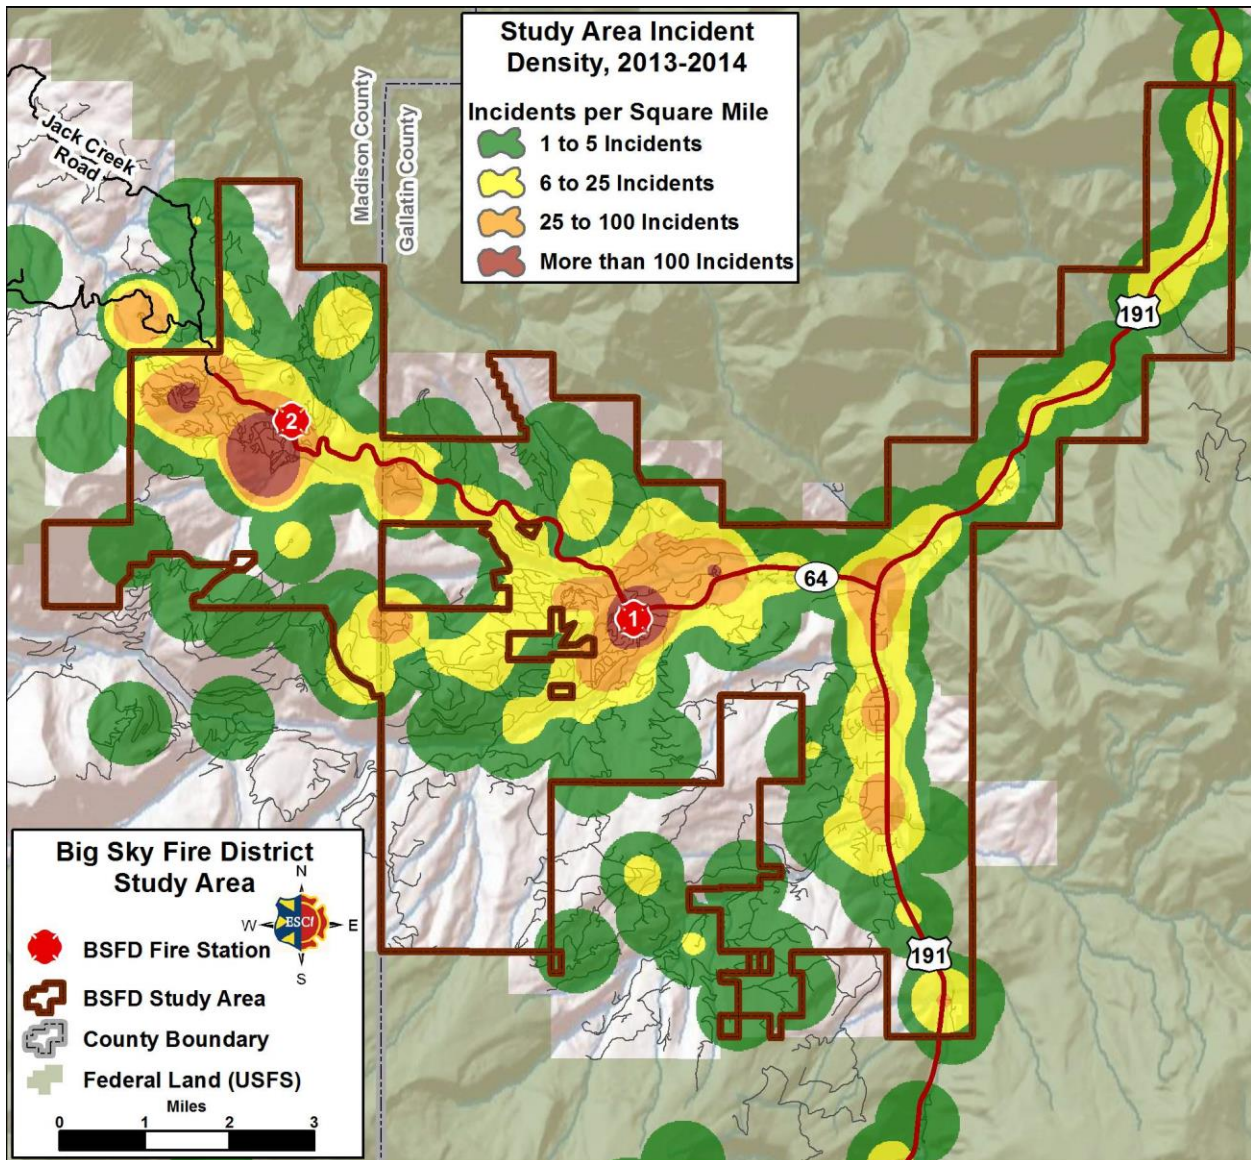 Study Area Incident
Density, 2013-2014
Incidents per Square Mile
1 to 5 Incidents
6 to 25 Incidents
25 to 100 Incidents
More than 100 Incidents
Jack Creek
Road
Madison County
Gallatin County
191
2
64
1
191
Big Sky Fire District
Study Area
N
W
E
S
ESCi
BSFD Fire Station
BSFD Study Area
County Boundary
Federal Land (USFS)
Miles
0 1 2 3